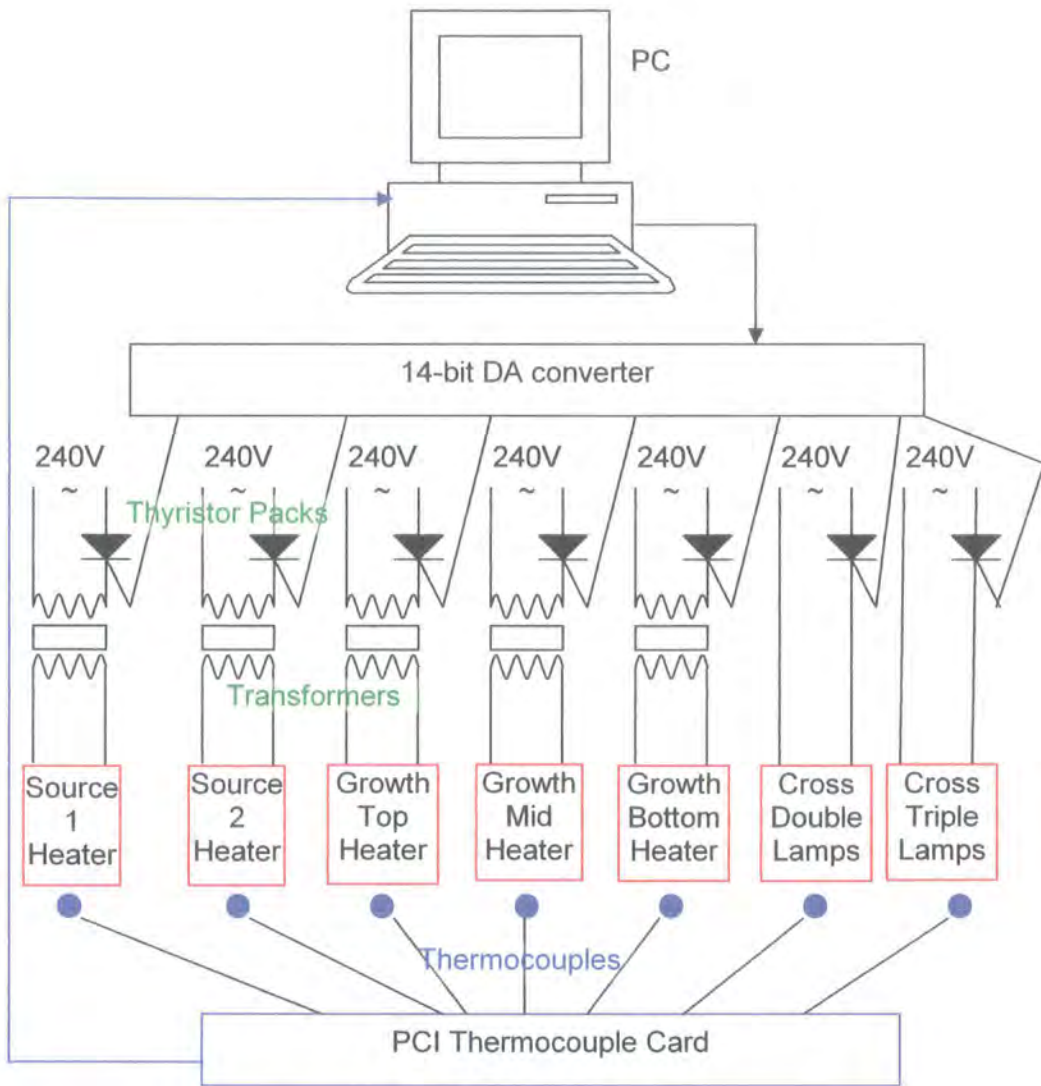 PC
14-bit DA converter
240V 240V 240V 240V 240V 240V 240V
~ ~ ~ ~ ~ ~ ~
Thyristor Packs
Transformers
Source
1
Heater
Source
2
Heater
Growth
Top
Heater
Growth
Mid
Heater
Growth
Bottom
Heater
Cross
Double
Lamps
Cross
Triple
Lamps
Thermocouples
PCI Thermocouple Card